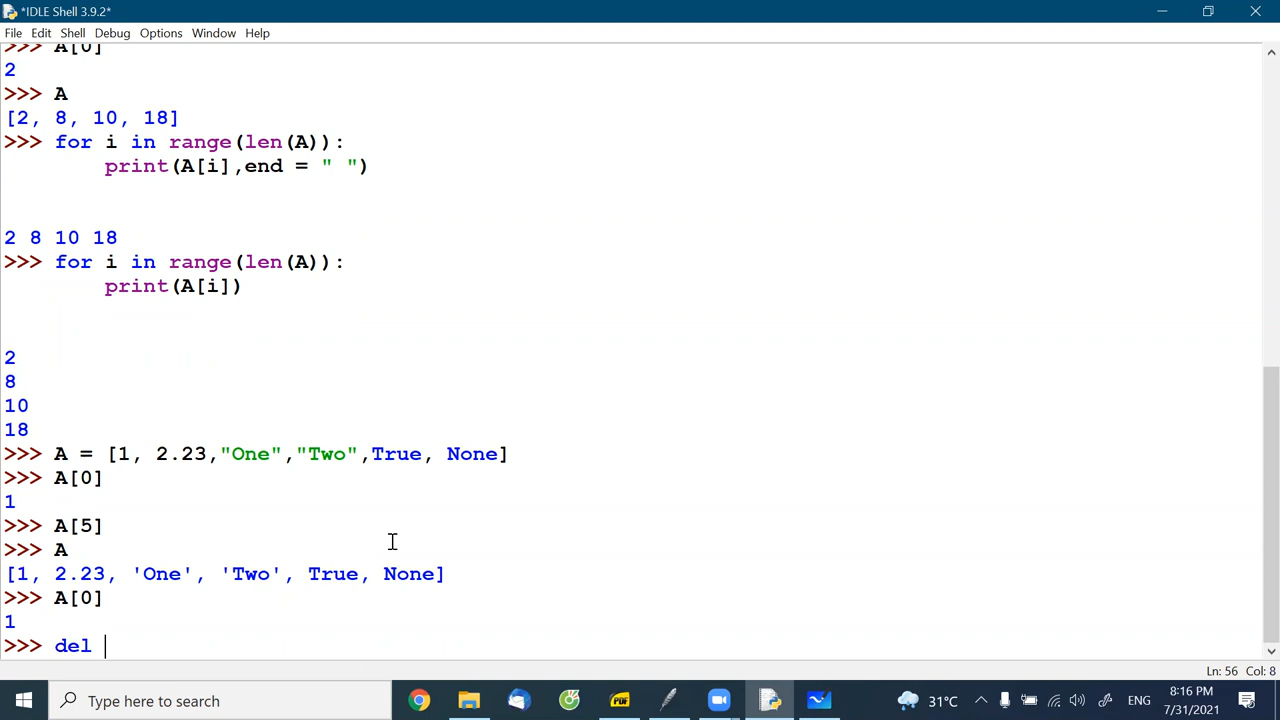 *IDLE Shell 3.9.2*
File Edit Shell Debug Options Window Help
>>> A[0]
2
>>> A
[2, 8, 10, 18]
>>> for i in range(len(A)):
print(A[i],end = " ")
2 8 10 18
>>> for i in range(len(A)):
print(A[i])
2
8
10
18
>>> A = [1, 2.23,"One","Two",True, None]
>>> A[0]
1
>>> A[5]
>>> A
[1, 2.23, 'One', 'Two', True, None]
>>> A[0]
1
>>> del
Ln: 56 Col: 8
Type here to search
31°C ENG
8:16 PM
7/31/2021